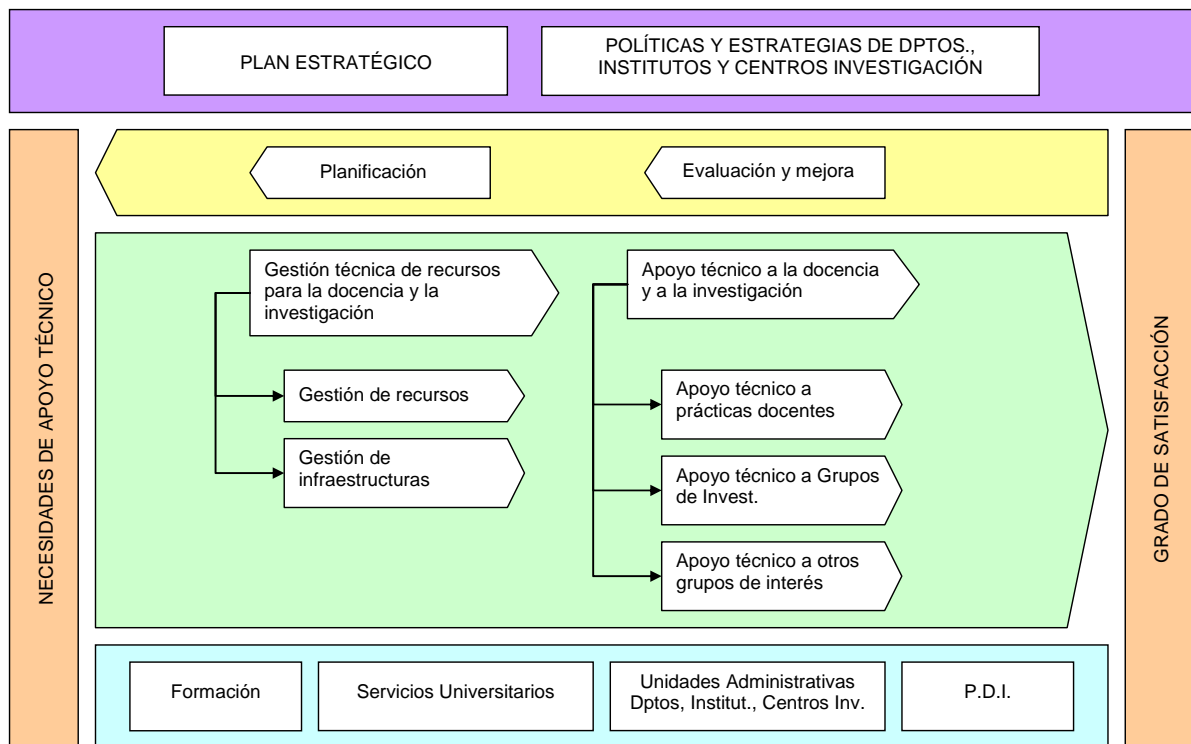 PLAN ESTRATÉGICO
POLÍTICAS Y ESTRATEGIAS DE DPTOS.,
INSTITUTOS Y CENTROS INVESTIGACIÓN
NECESIDADES DE APOYO TÉCNICO
Planificación
Evaluación y mejora
Gestión técnica de recursos
para la docencia y la
investigación
Gestión de recursos
Gestión de
infraestructuras
Apoyo técnico a la docencia
y a la investigación
Apoyo técnico a
prácticas docentes
Apoyo técnico a Grupos
de Invest.
Apoyo técnico a otros
grupos de interés
GRADO DE SATISFACCIÓN
Formación
Servicios Universitarios
Unidades Administrativas
Dptos, Institut., Centros Inv.
P.D.I.